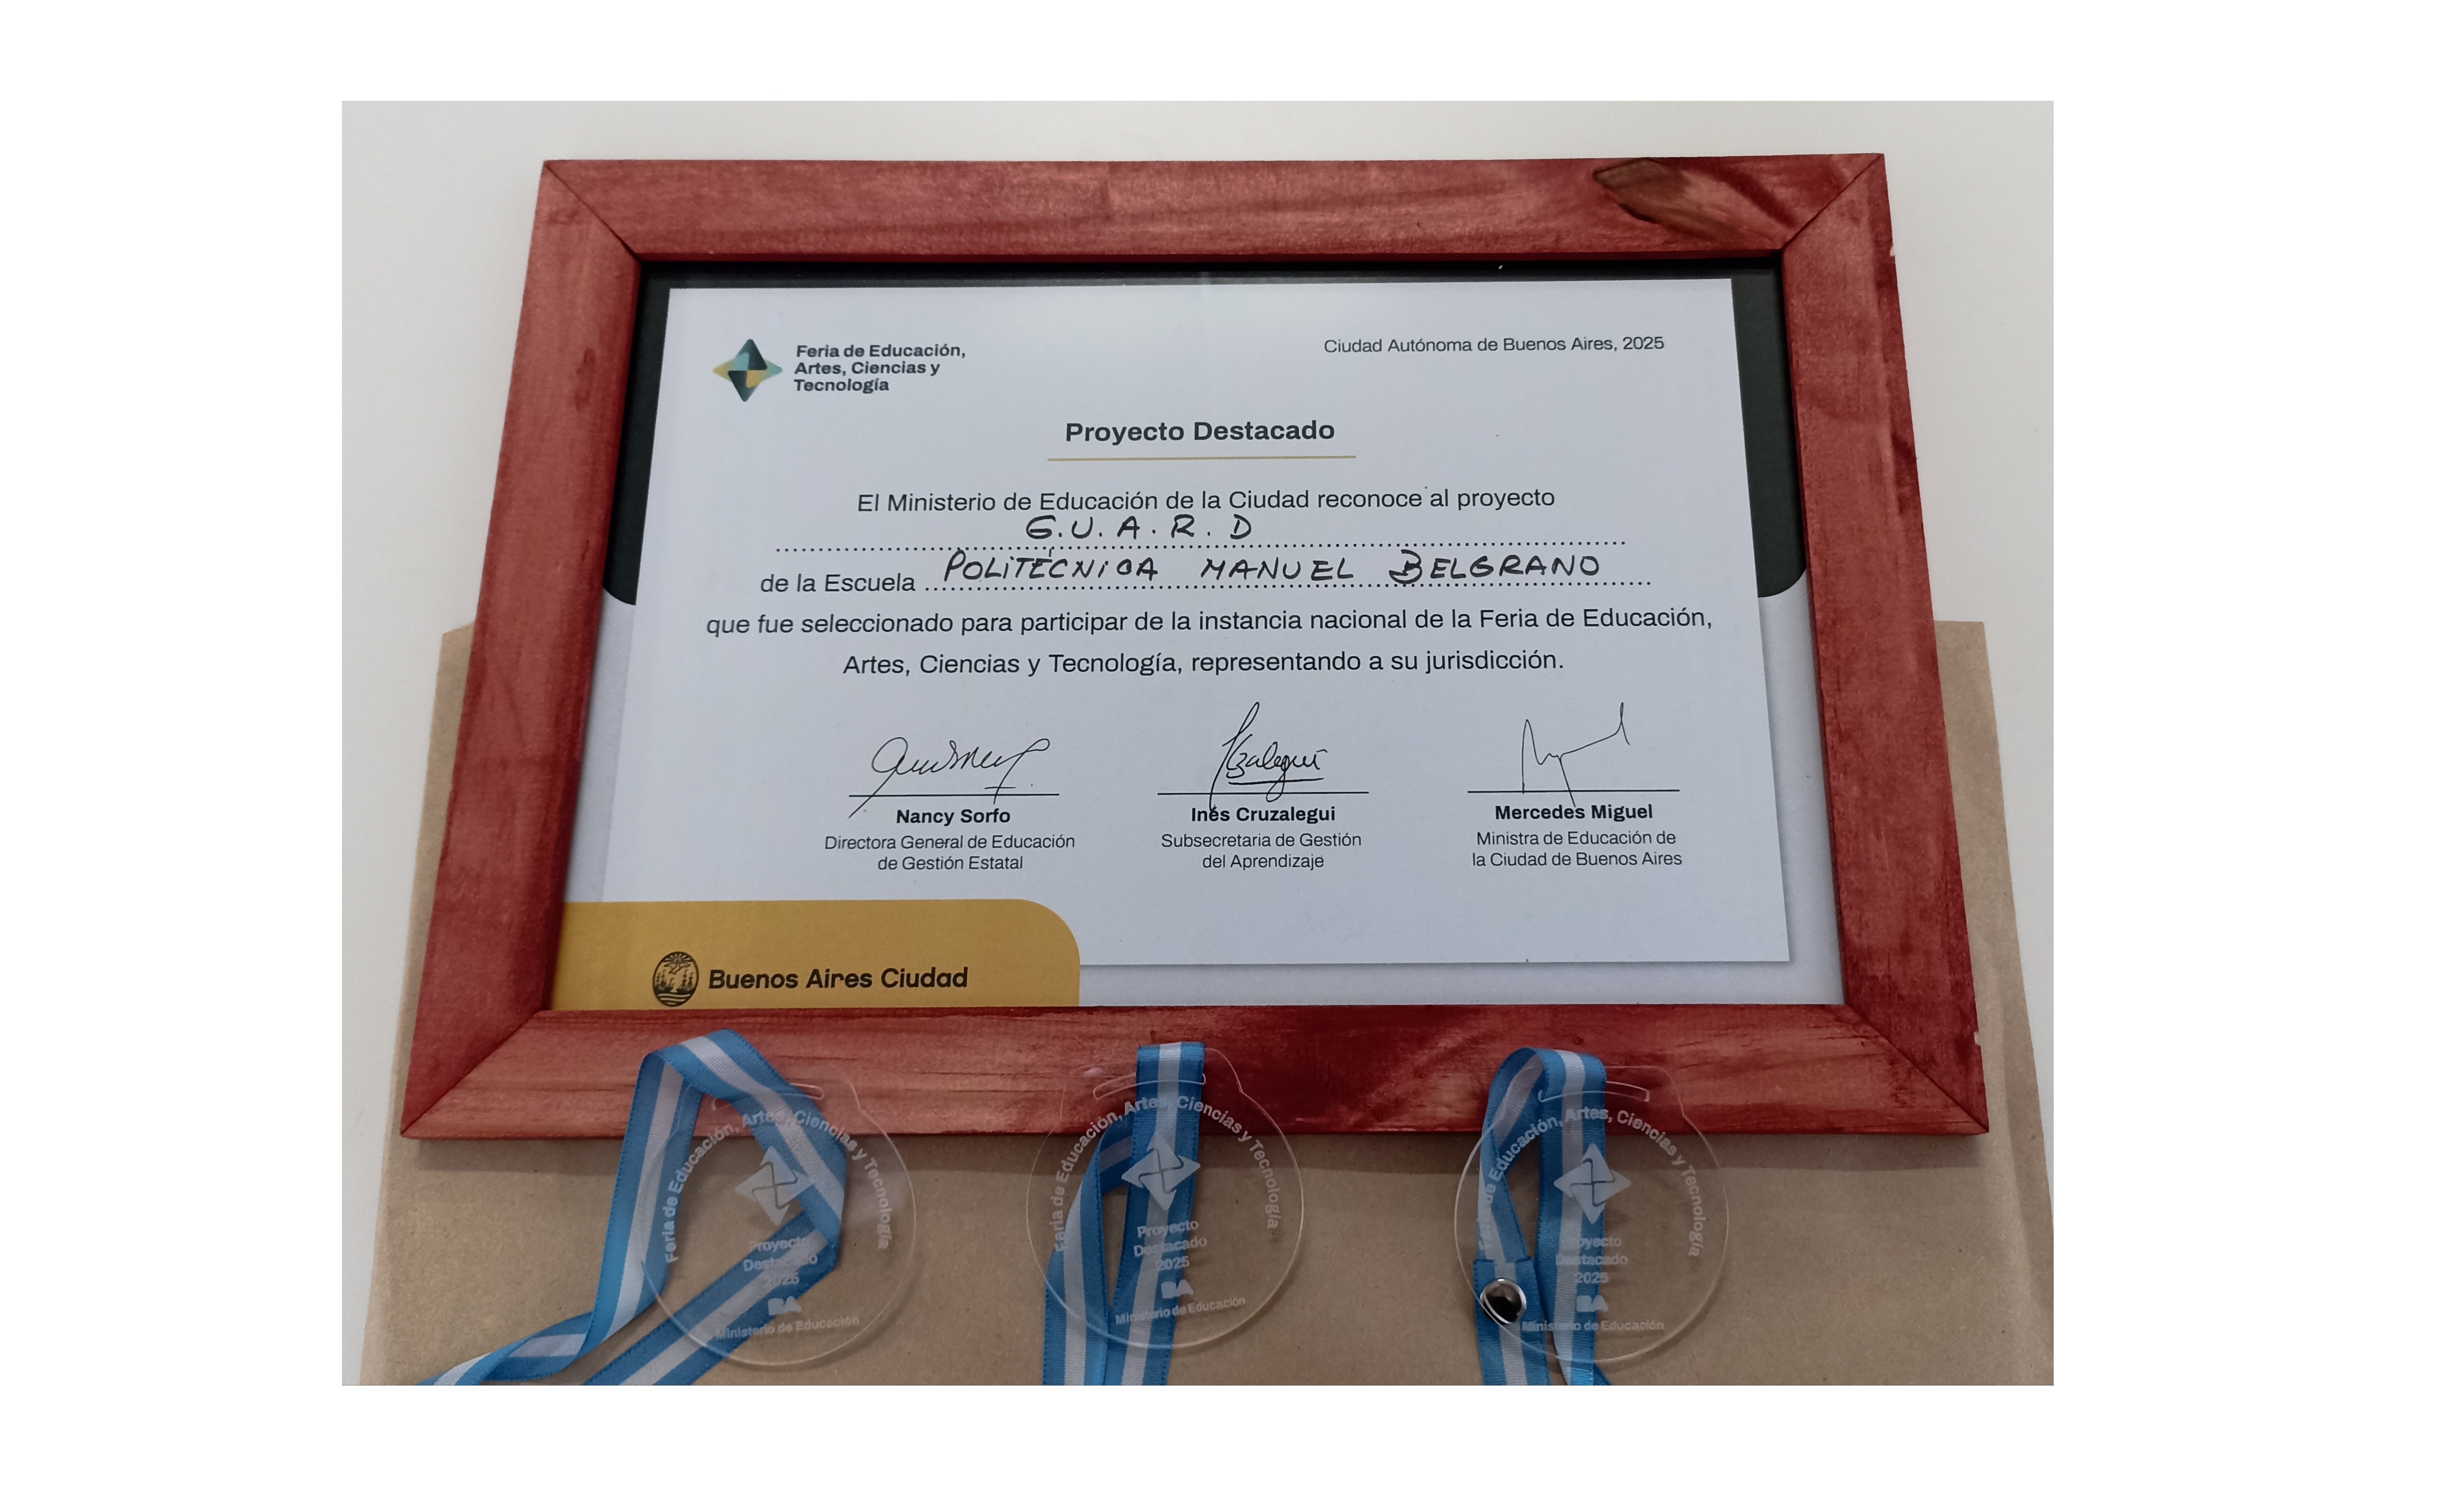 Feria de Educación,
Artes, Ciencias y
Tecnología
Ciudad Autónoma de Buenos Aires, 2025
Proyecto Destacado
El Ministerio de Educación de la Ciudad reconoce al proyecto
G.U.A.R.D
de la Escuela POLITÉCNICA MANUEL BELGRANO
que fue seleccionado para participar de la instancia nacional de la Feria de Educación,
Artes, Ciencias y Tecnología, representando a su jurisdicción.
Nancy Sorfo
Directora General de Educación
de Gestión Estatal
Inés Cruzalegui
Subsecretaria de Gestión
del Aprendizaje
Mercedes Miguel
Ministra de Educación de
la Ciudad de Buenos Aires
Buenos Aires Ciudad
Feria de Educación, Artes, Ciencias y Tecnología
Proyecto
Destacado
2025
BA
Ministerio de Educación
Feria de Educación, Artes, Ciencias y Tecnología
Proyecto
Destacado
2025
BA
Ministerio de Educación
Feria de Educación, Artes, Ciencias y Tecnología
Proyecto
Destacado
2025
BA
Ministerio de Educación